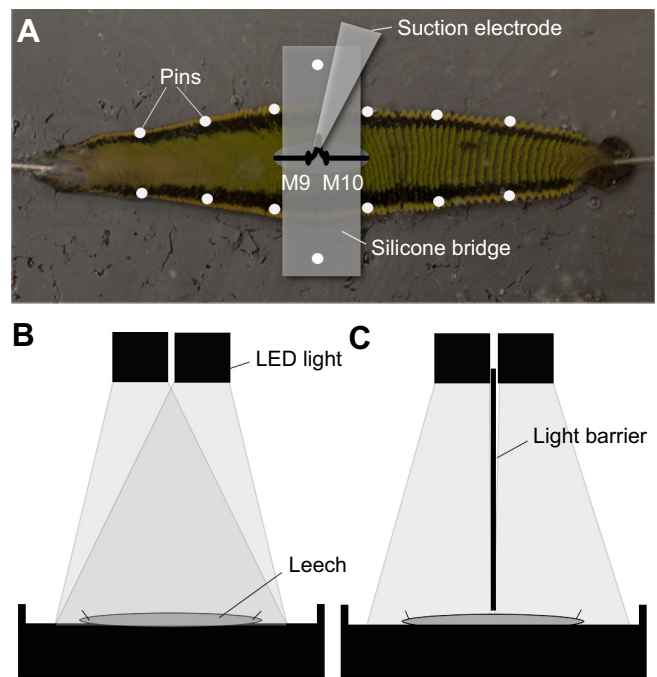 A
Suction electrode
Pins
M9 M10
Silicone bridge
B
LED light
Leech
C
Light barrier